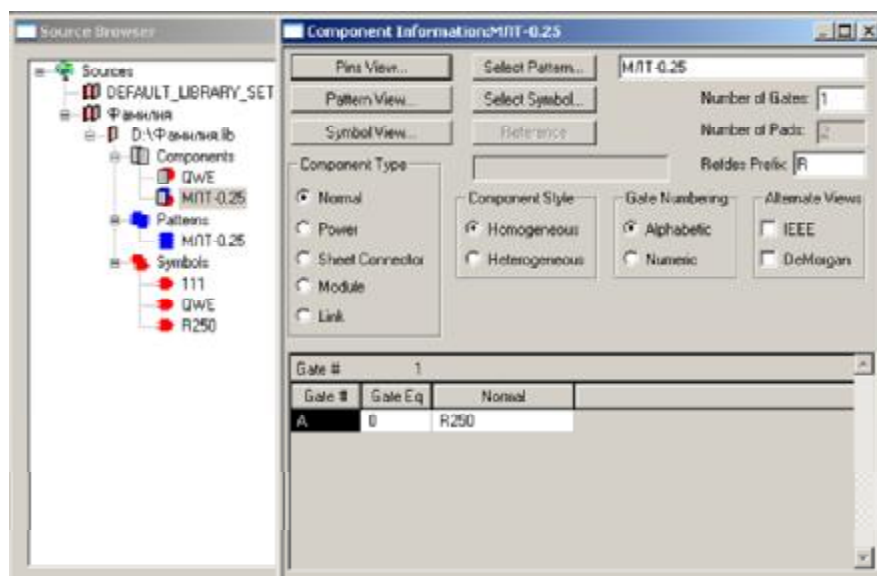 Source Browser
Sources
DEFAULT_LIBRARY_SET
Фамилия
D:\Фамилия.lib
Components
QWE
МЛТ-0.25
Patterns
МЛТ-0.25
Symbols
111
QWE
R250
Component Information:МЛТ-0.25
Pins View... Select Pattern... МЛТ-0.25
Pattern View... Select Symbol... Number of Gates: 1
Symbol View... Reference Number of Pads: 2
Component Type Refdes Prefix: R
Normal Component Style Gate Numbering Alternate Views
Power Homogeneous Alphabetic IEEE
Sheet Connector Heterogeneous Numeric DeMorgan
Module
Link
Gate # 1
Gate # Gate Eq Normal
A 0 R250